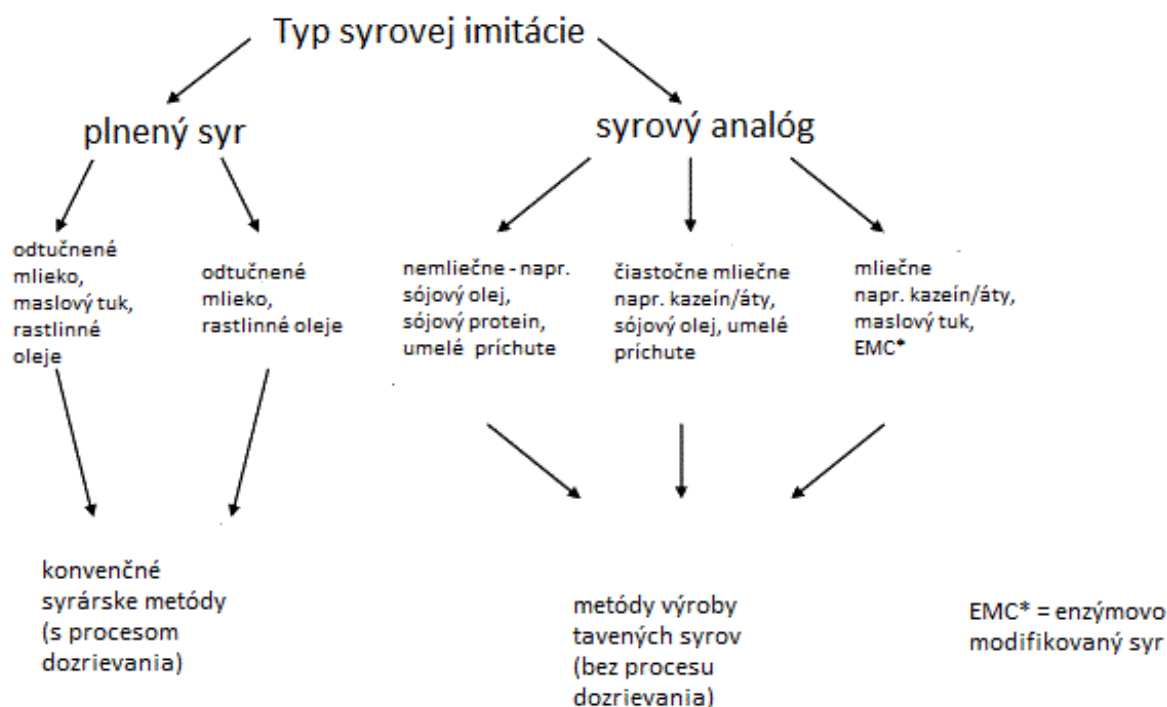 Typ syrovej imitácie
plnený syr
syrový analóg
odtučnené
mlieko,
maslový tuk,
rastlinné
oleje
odtučnené
mlieko,
rastlinné oleje
nemliečne - napr.
sójový olej,
sójový protein,
umelé príchute
čiastočne mliečne
napr. kazeín/áty,
sójový olej, umelé
príchute
mliečne
napr. kazeín/áty,
maslový tuk,
EMC*
konvenčné
syrárske metódy
(s procesom
dozrievania)
metódy výroby
tavených syrov
(bez procesu
dozrievania)
EMC* = enzýmovo
modifikovaný syr